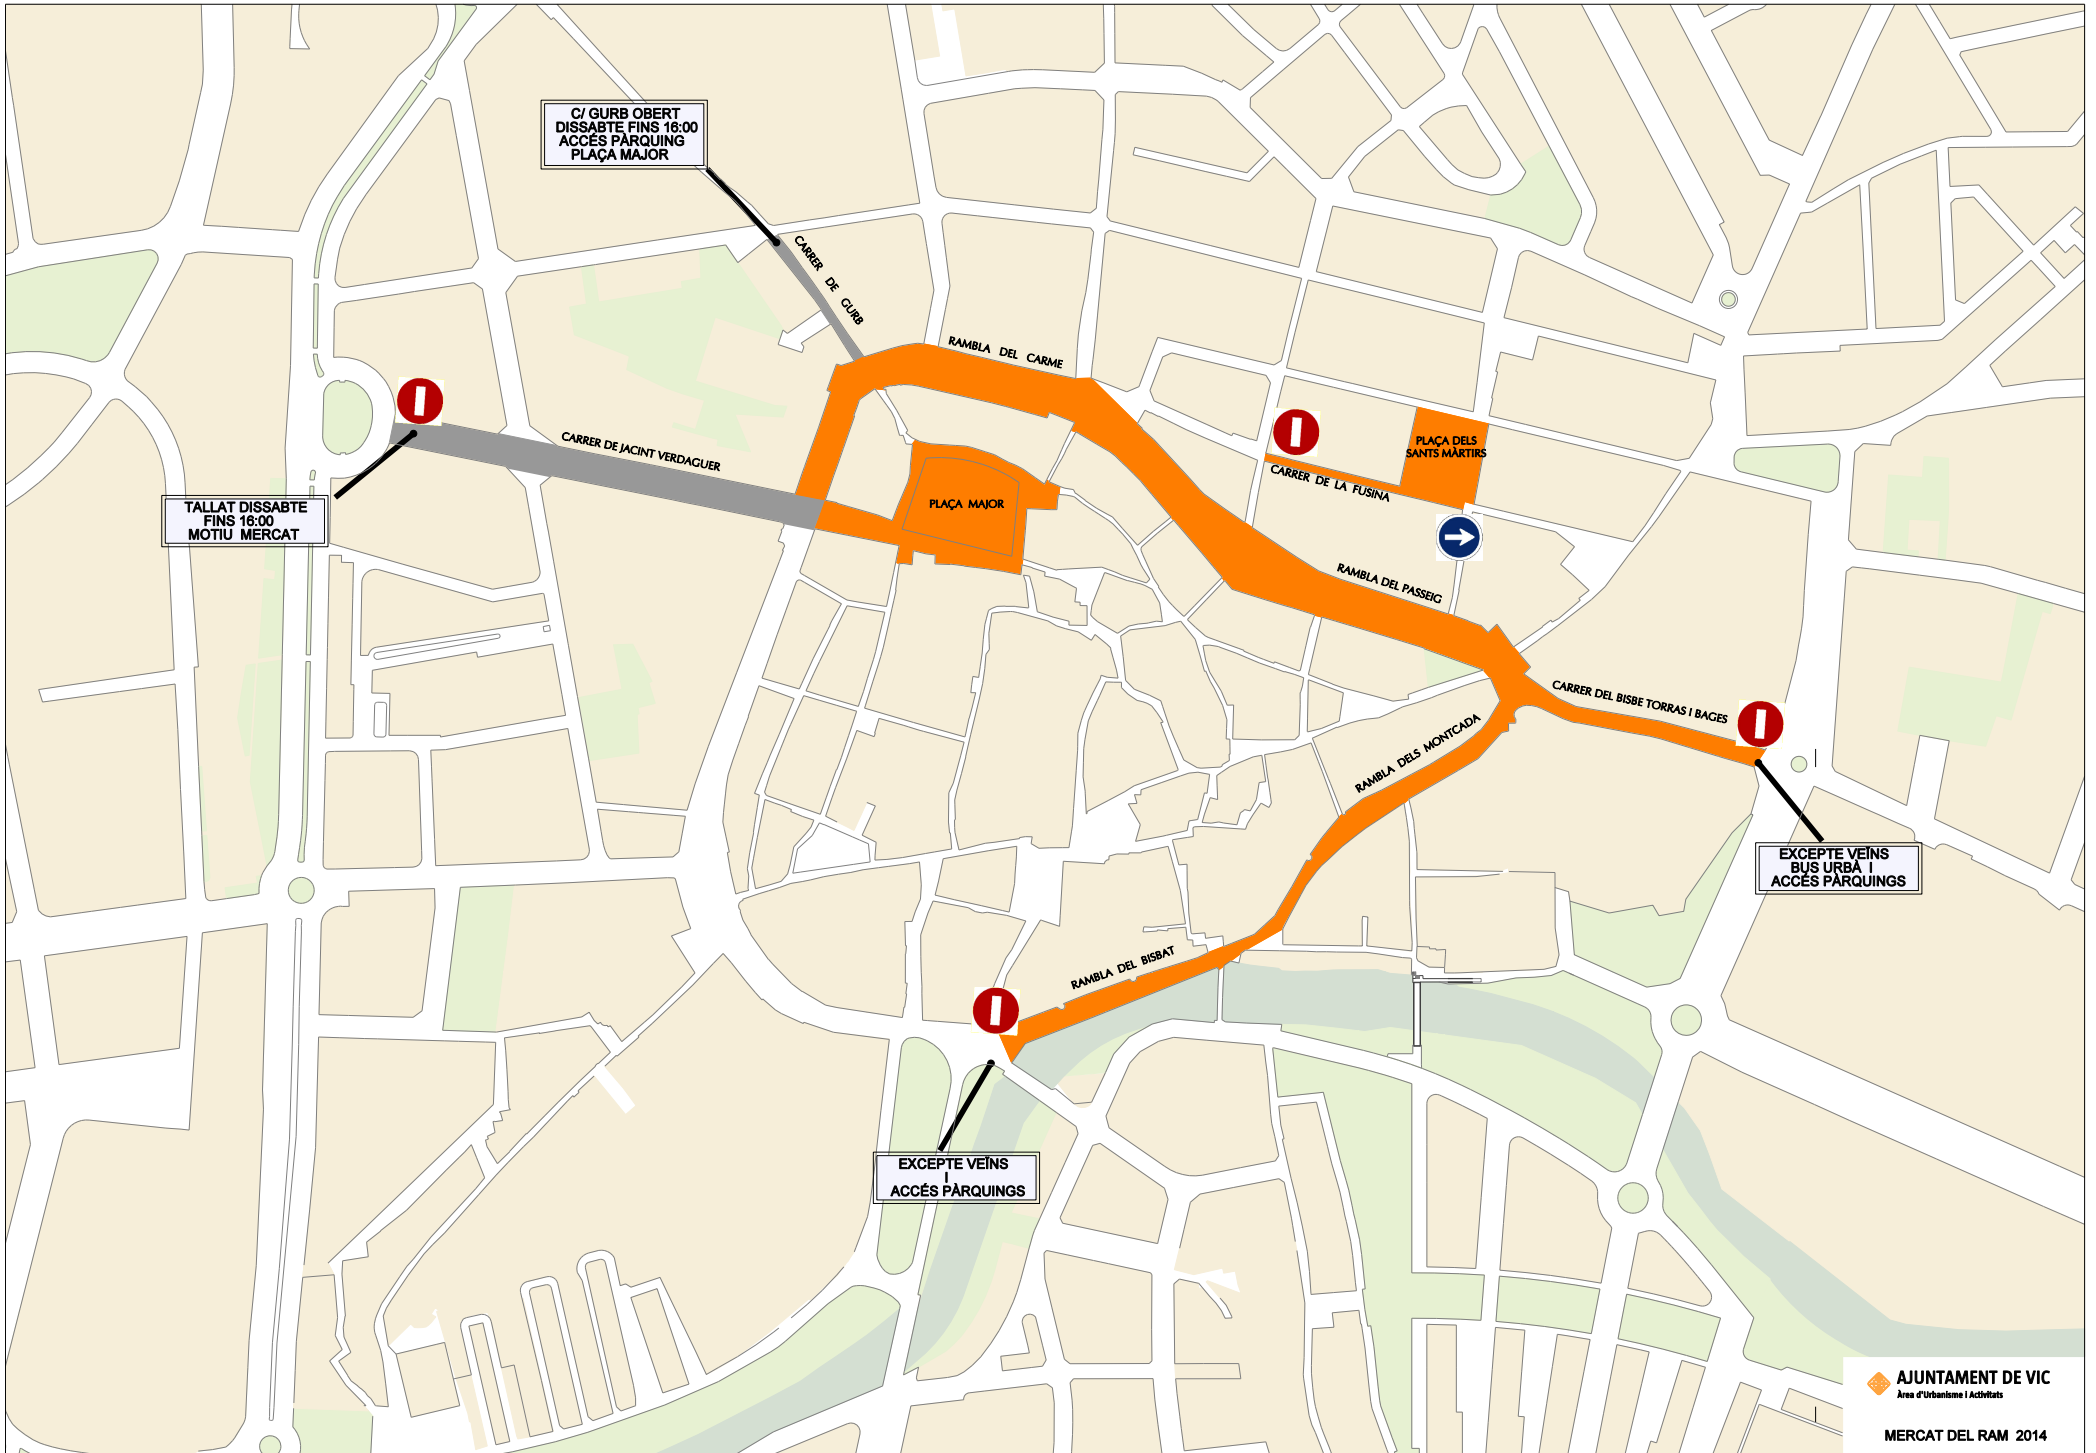 C/ GURB OBERT
DISSABTE FINS 16:00
ACCÉS PÀRQUING
PLAÇA MAJOR
CARRER DE GURB
RAMBLA DEL CARME
CARRER DE JACINT VERDAGUER
PLAÇA DELS
SANTS MÀRTIRS
CARRER DE LA FUSINA
PLAÇA MAJOR
TALLAT DISSABTE
FINS 16:00
MOTIU MERCAT
RAMBLA DEL PASSEIG
CARRER DEL BISBE TORRAS I BAGES
RAMBLA DELS MONTCADA
EXCEPTE VEÏNS
BUS URBÀ I
ACCÉS PÀRQUINGS
RAMBLA DEL BISBAT
EXCEPTE VEÏNS
I
ACCÉS PÀRQUINGS
AJUNTAMENT DE VIC
Àrea d'Urbanisme i Activitats
MERCAT DEL RAM 2014